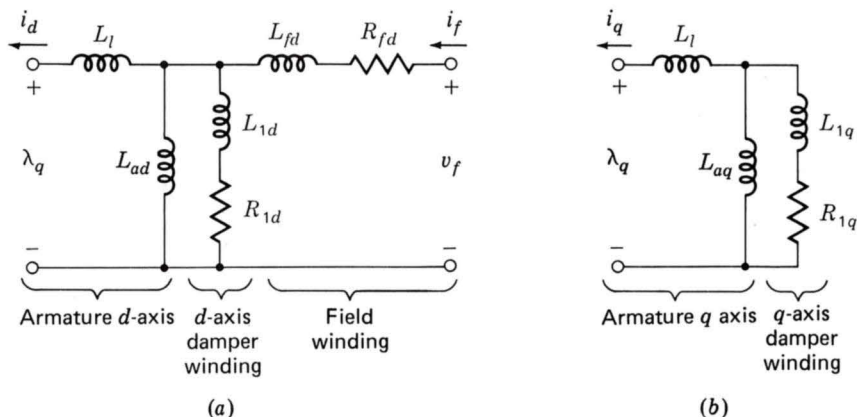 i_d L_l L_fd R_fd i_f
+ +
λ_q L_ad L_1d v_f
R_1d
− −
Armature d-axis d-axis damper winding Field winding
(a)
i_q L_l
+
λ_q L_aq L_1q
R_1q
−
Armature q axis q-axis damper winding
(b)